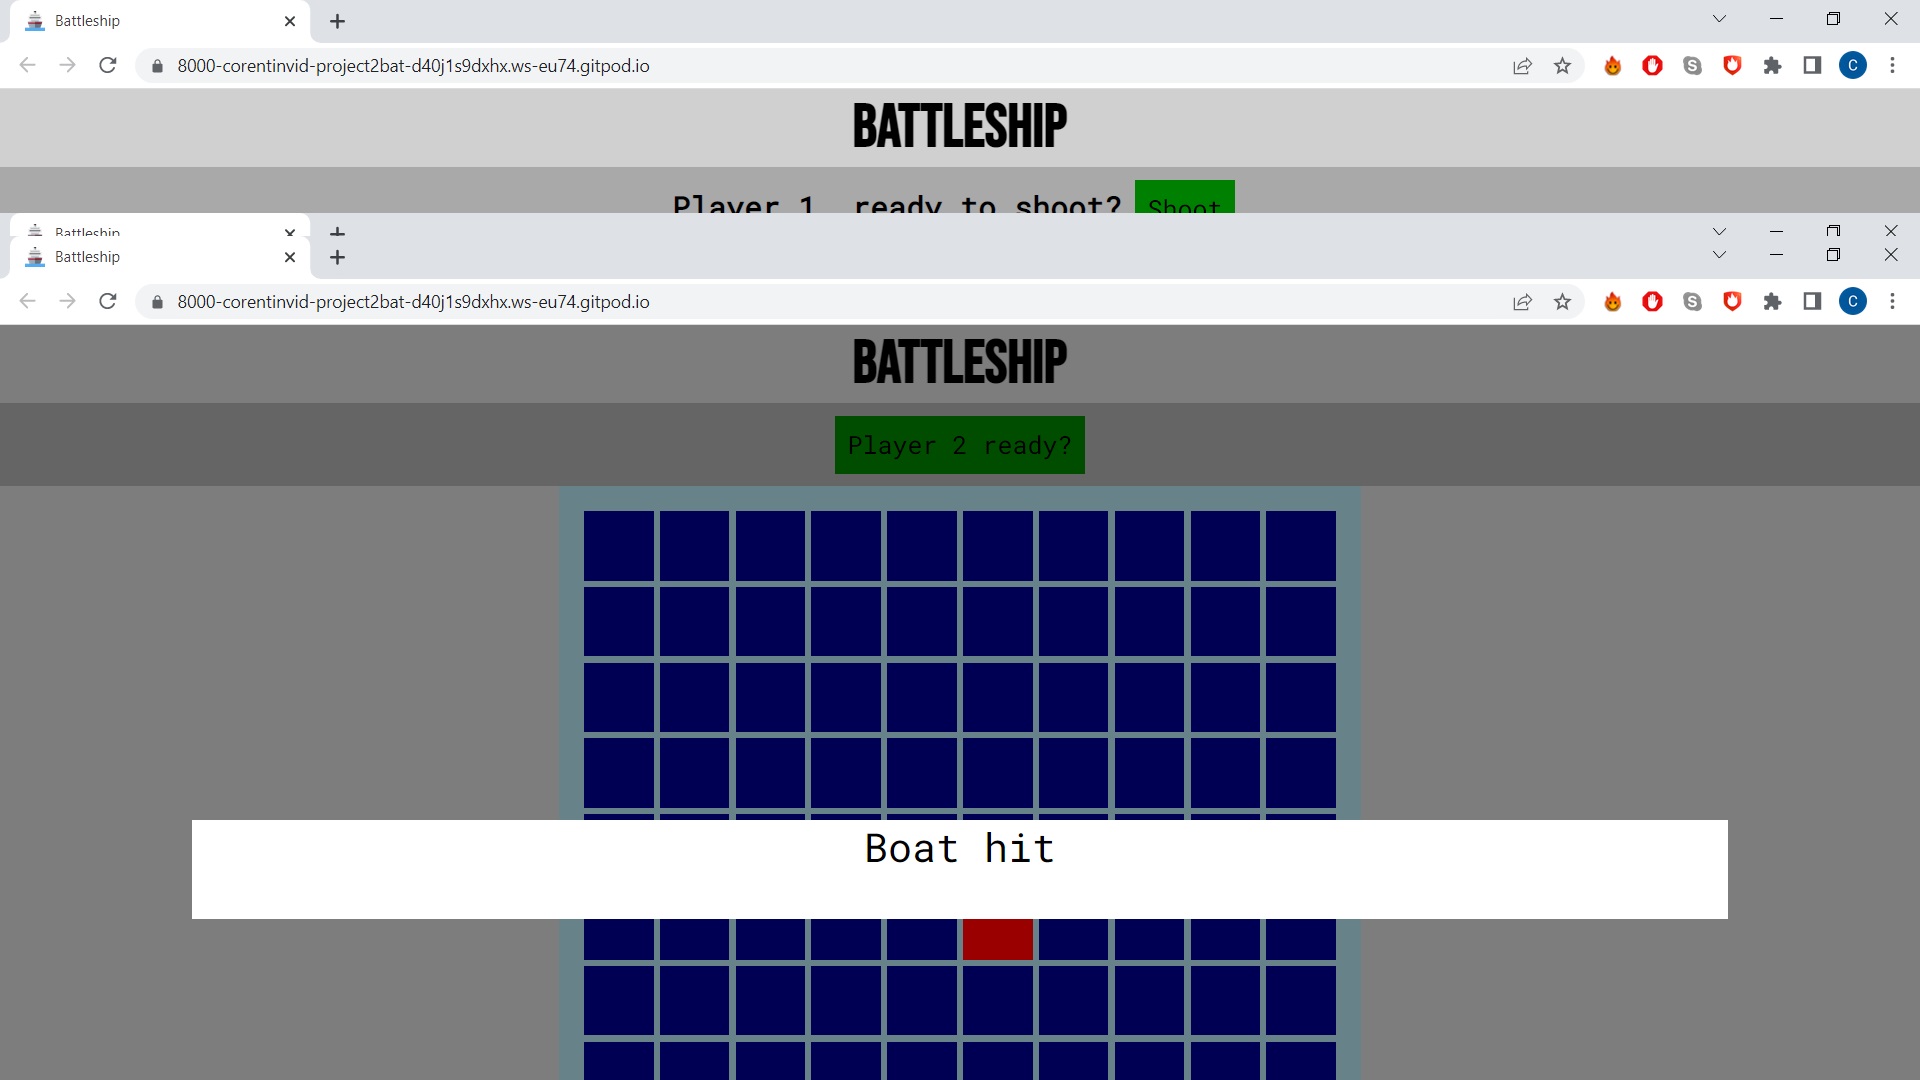 Battleship
8000-corentinvid-project2bat-d40j1s9dxhx.ws-eu74.gitpod.io
C
BATTLESHIP
Player 1 ready to shoot? Shoot
Battleship
Battleship
8000-corentinvid-project2bat-d40j1s9dxhx.ws-eu74.gitpod.io
C
BATTLESHIP
Player 2 ready?
Boat hit